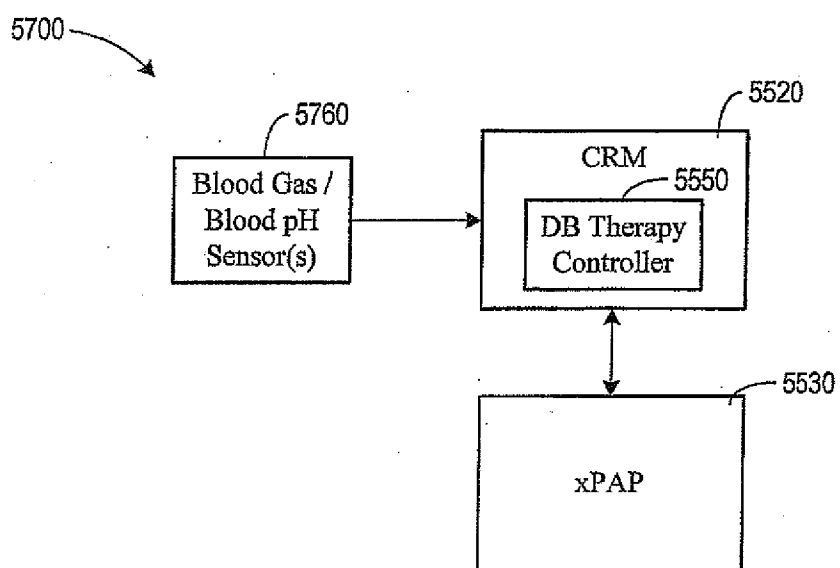 5700
5760
Blood Gas /
Blood pH
Sensor(s)
5520
CRM
5550
DB Therapy
Controller
5530
xPAP